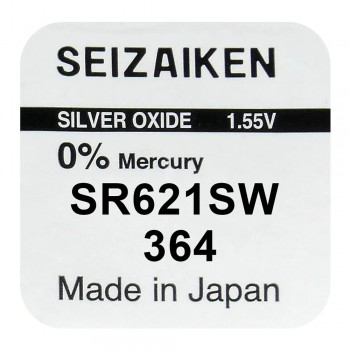 SEIZAIKEN
SILVER OXIDE 1.55V
0% Mercury
SR621SW
364
Made in Japan